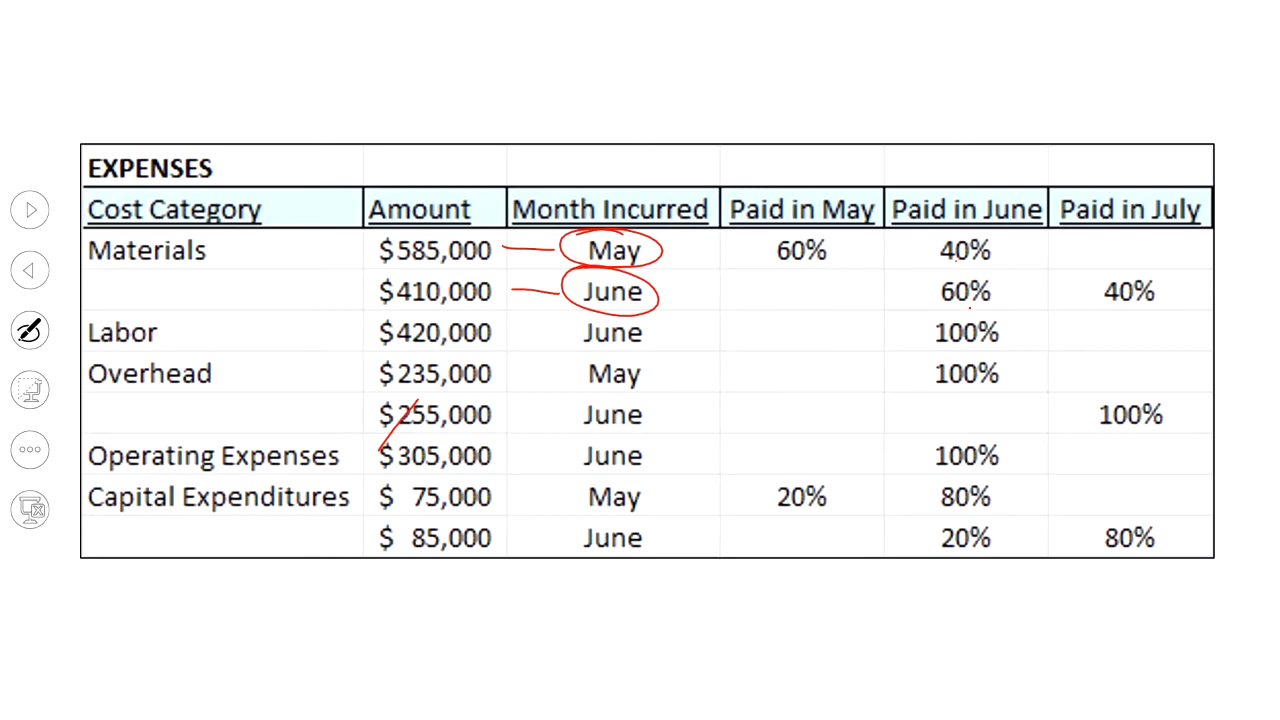 EXPENSES
Cost Category Amount Month Incurred Paid in May Paid in June Paid in July
Materials $585,000 May 60% 40%
$410,000 June 60% 40%
Labor $420,000 June 100%
Overhead $235,000 May 100%
$255,000 June 100%
Operating Expenses $305,000 June 100%
Capital Expenditures $ 75,000 May 20% 80%
$ 85,000 June 20% 80%